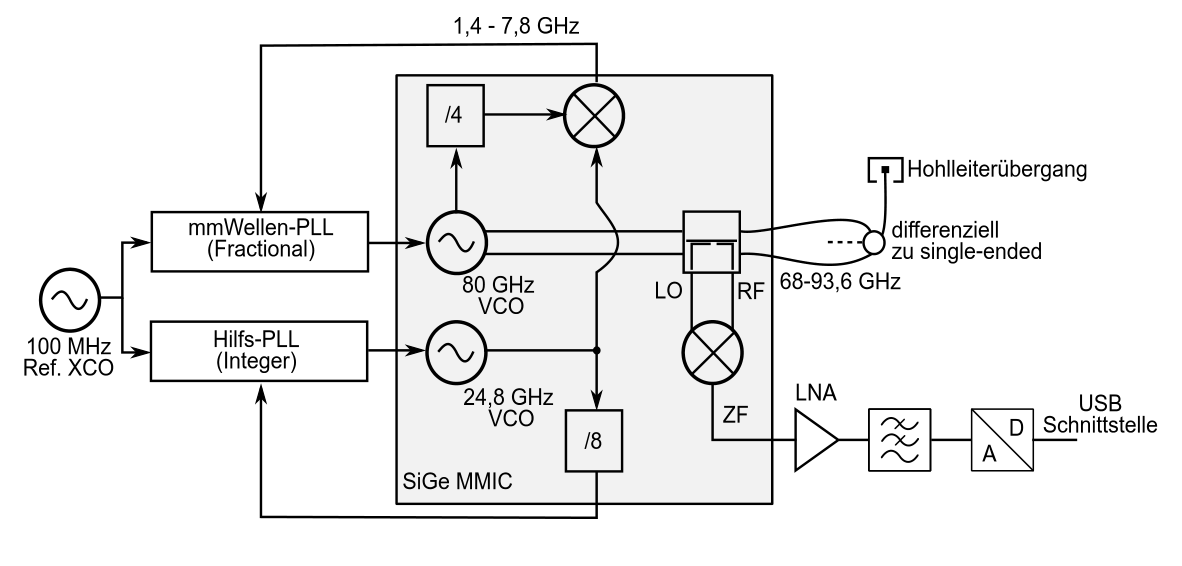 1,4 - 7,8 GHz
/4
Hohlleiterübergang
mmWellen-PLL
(Fractional)
differenziell
zu single-ended
80 GHz
VCO
LO
RF
68-93,6 GHz
100 MHz
Ref. XCO
Hilfs-PLL
(Integer)
24,8 GHz
VCO
ZF
LNA
USB
Schnittstelle
/8
D
A
SiGe MMIC